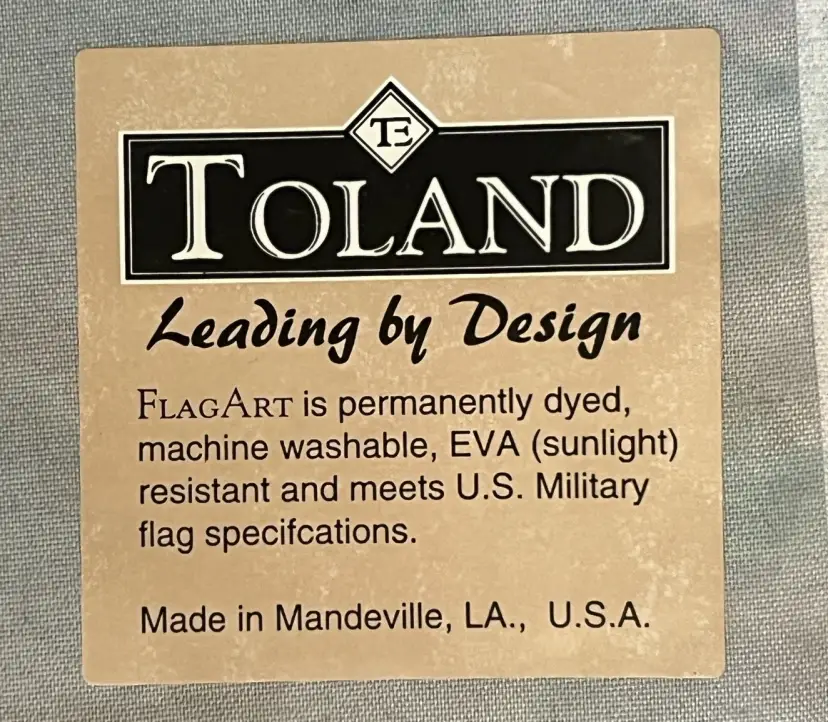 TE
TOLAND
Leading by Design
FLAGART is permanently dyed,
machine washable, EVA (sunlight)
resistant and meets U.S. Military
flag specifcations.
Made in Mandeville, LA., U.S.A.